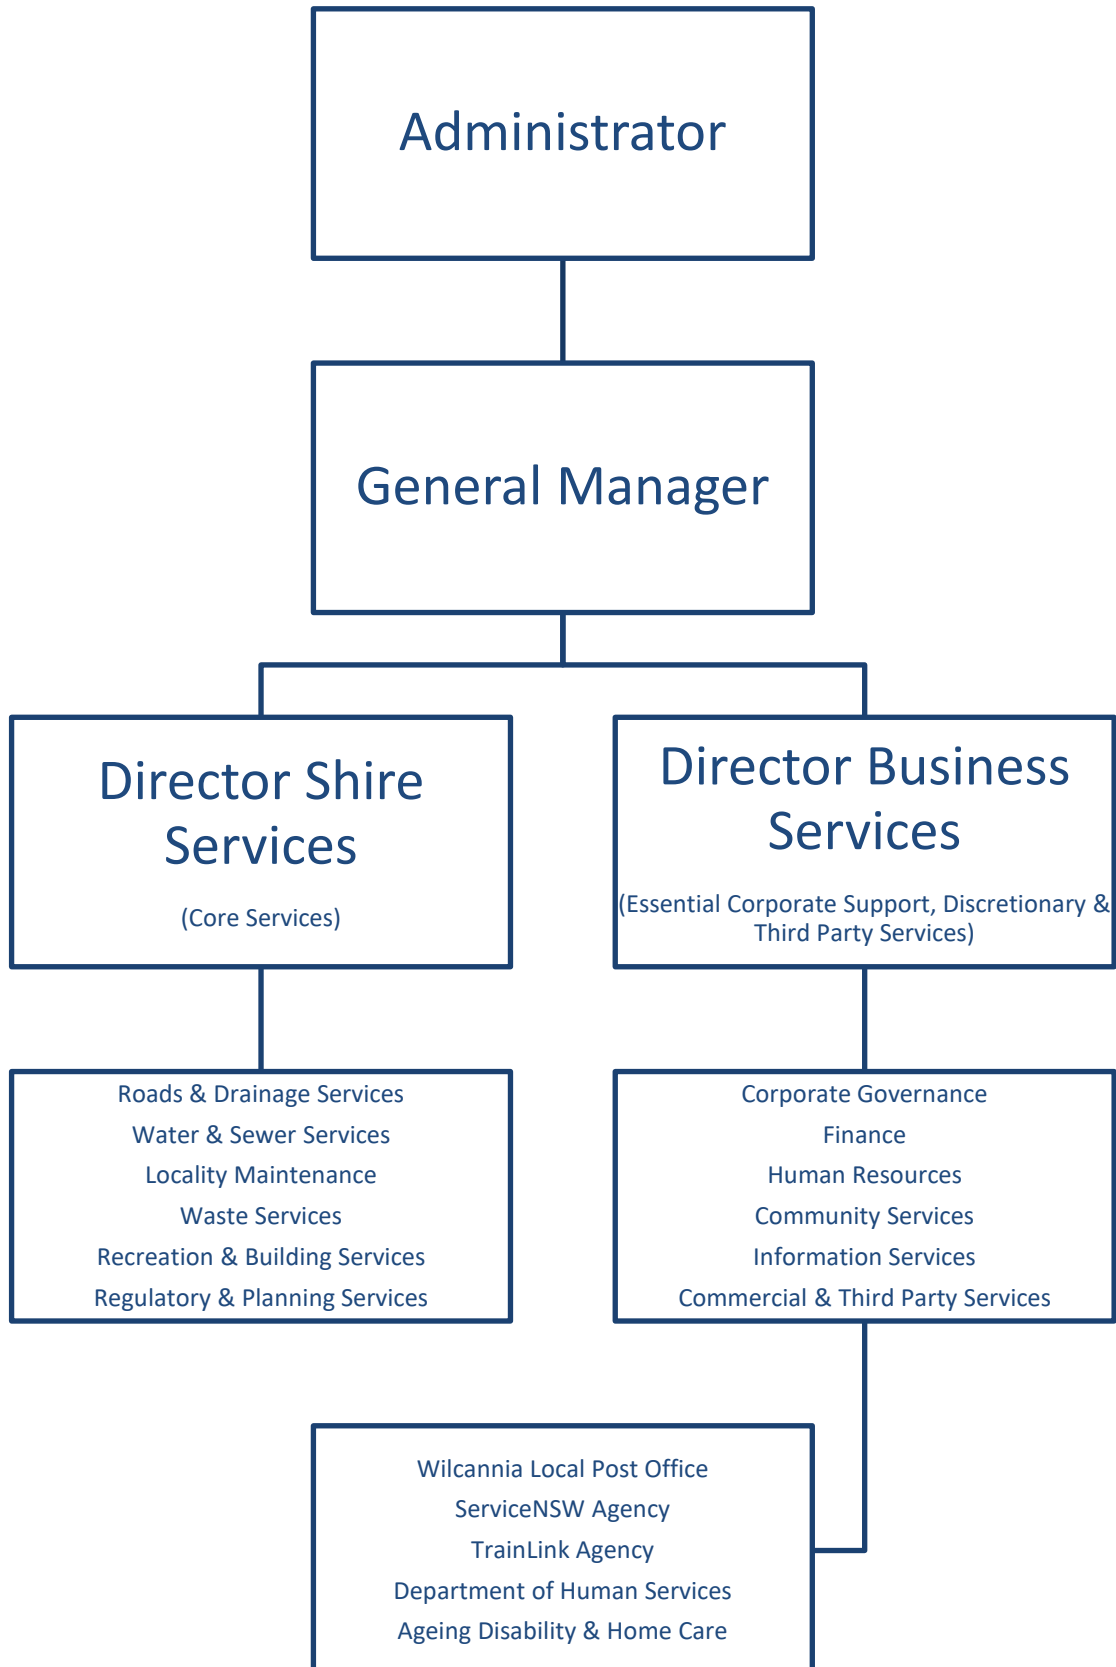 Administrator
General Manager
Director Shire
Services
(Core Services)
Director Business
Services
(Essential Corporate Support, Discretionary &
Third Party Services)
Roads & Drainage Services
Water & Sewer Services
Locality Maintenance
Waste Services
Recreation & Building Services
Regulatory & Planning Services
Corporate Governance
Finance
Human Resources
Community Services
Information Services
Commercial & Third Party Services
Wilcannia Local Post Office
ServiceNSW Agency
TrainLink Agency
Department of Human Services
Ageing Disability & Home Care